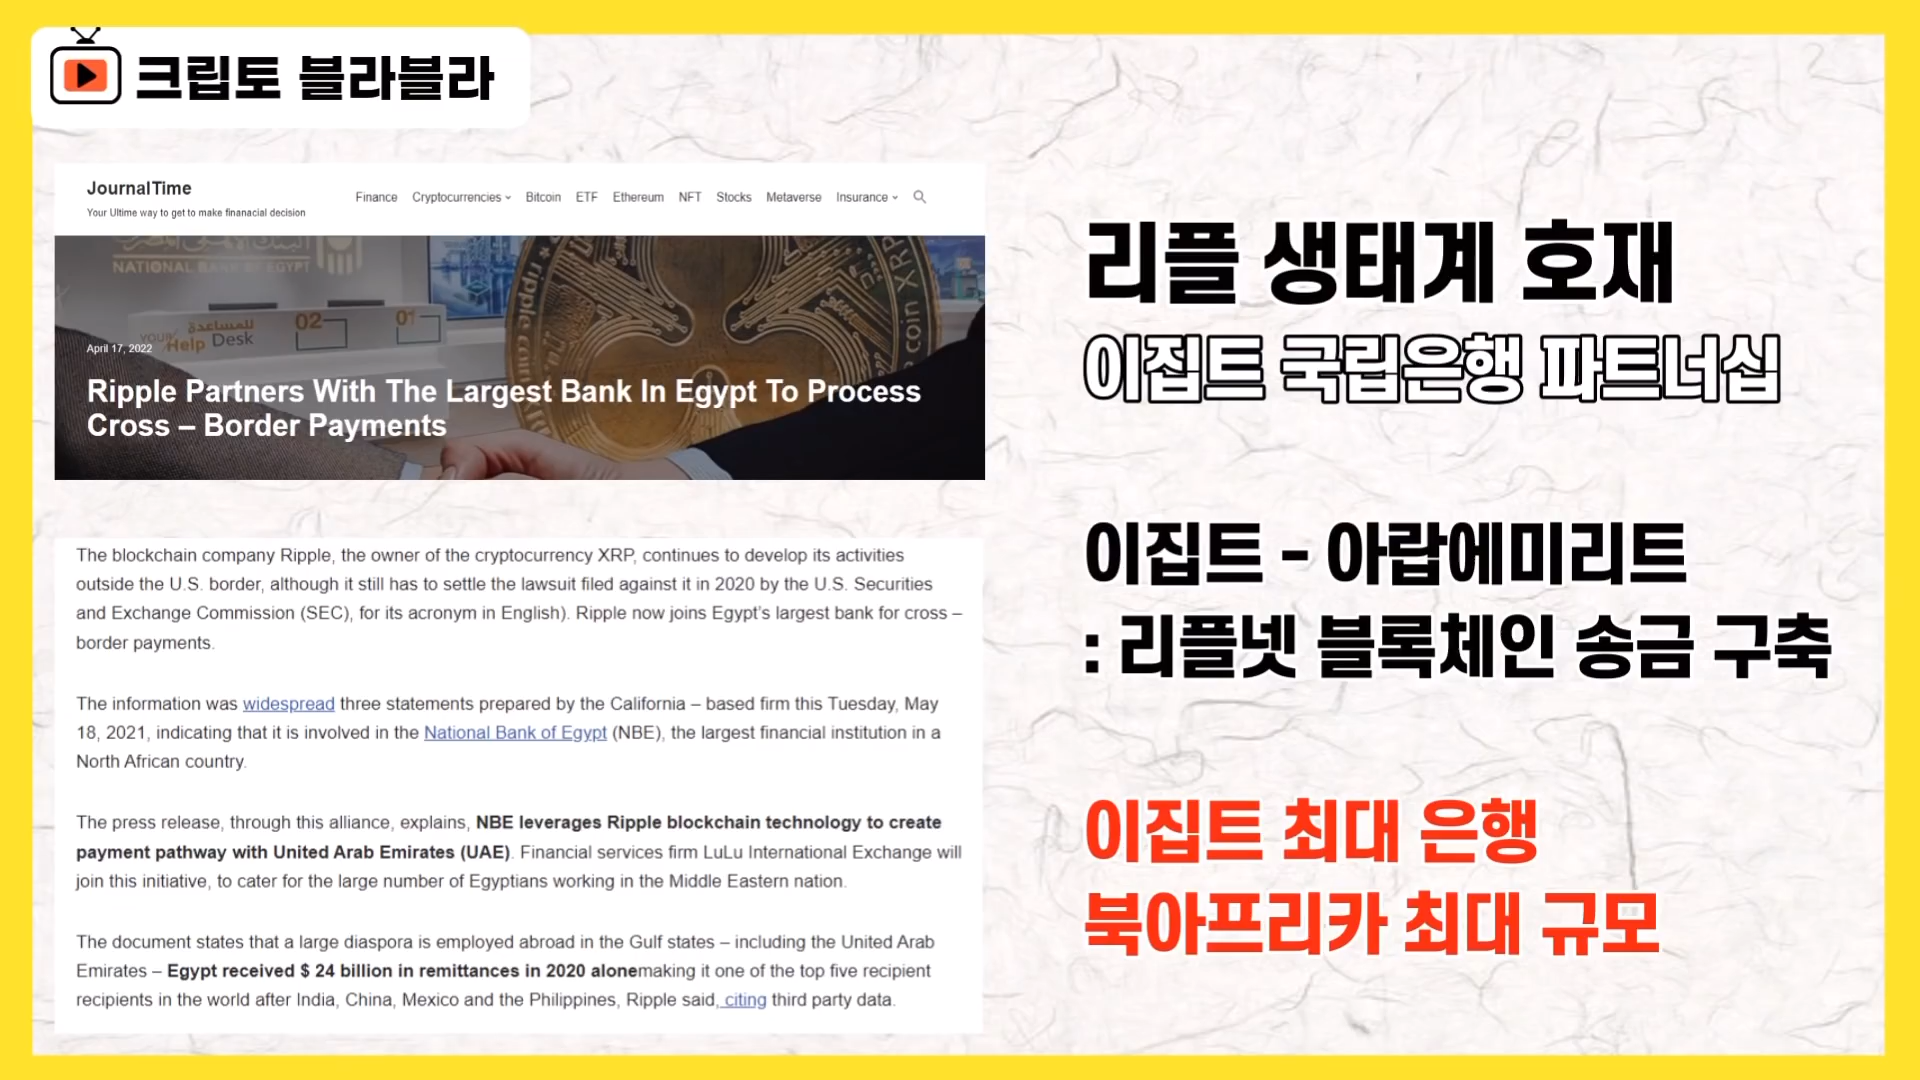 크립토 블라블라
JournalTime
Your Ultime way to get to make finanacial decision
Finance Cryptocurrencies Bitcoin ETF Ethereum NFT Stocks Metaverse Insurance
NATIONAL BANK OF EGYPT
للمساعدة
YOUR Help Desk
02
01
ripple
coin XRP
April 17, 2022
Ripple Partners With The Largest Bank In Egypt To Process
Cross – Border Payments
The blockchain company Ripple, the owner of the cryptocurrency XRP, continues to develop its activities
outside the U.S. border, although it still has to settle the lawsuit filed against it in 2020 by the U.S. Securities
and Exchange Commission (SEC), for its acronym in English). Ripple now joins Egypt’s largest bank for cross –
border payments.
The information was widespread three statements prepared by the California – based firm this Tuesday, May
18, 2021, indicating that it is involved in the National Bank of Egypt (NBE), the largest financial institution in a
North African country.
The press release, through this alliance, explains, NBE leverages Ripple blockchain technology to create
payment pathway with United Arab Emirates (UAE). Financial services firm LuLu International Exchange will
join this initiative, to cater for the large number of Egyptians working in the Middle Eastern nation.
The document states that a large diaspora is employed abroad in the Gulf states – including the United Arab
Emirates – Egypt received $ 24 billion in remittances in 2020 alonemaking it one of the top five recipient
recipients in the world after India, China, Mexico and the Philippines, Ripple said, citing third party data.
리플 생태계 호재
이집트 국립은행 파트너십
이집트 - 아랍에미리트
: 리플넷 블록체인 송금 구축
이집트 최대 은행
북아프리카 최대 규모